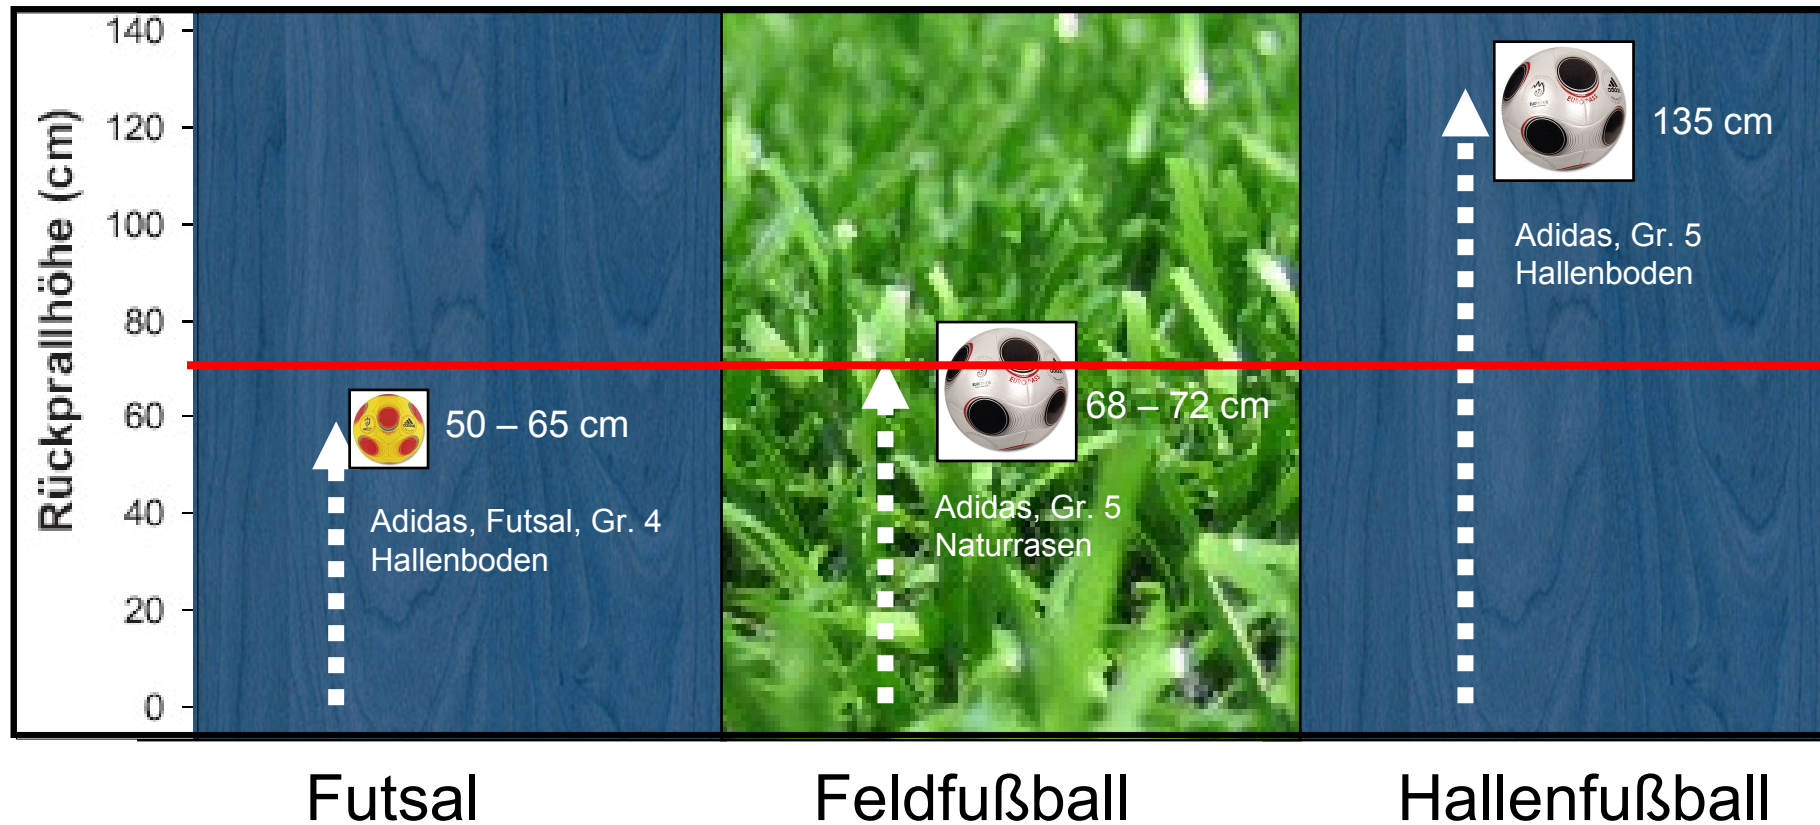 Rückprallhöhe (cm)
140
120
100
80
60
40
20
0
50 – 65 cm
Adidas, Futsal, Gr. 4
Hallenboden
68 – 72 cm
Adidas, Gr. 5
Naturrasen
135 cm
Adidas, Gr. 5
Hallenboden
Futsal
Feldfußball
Hallenfußball